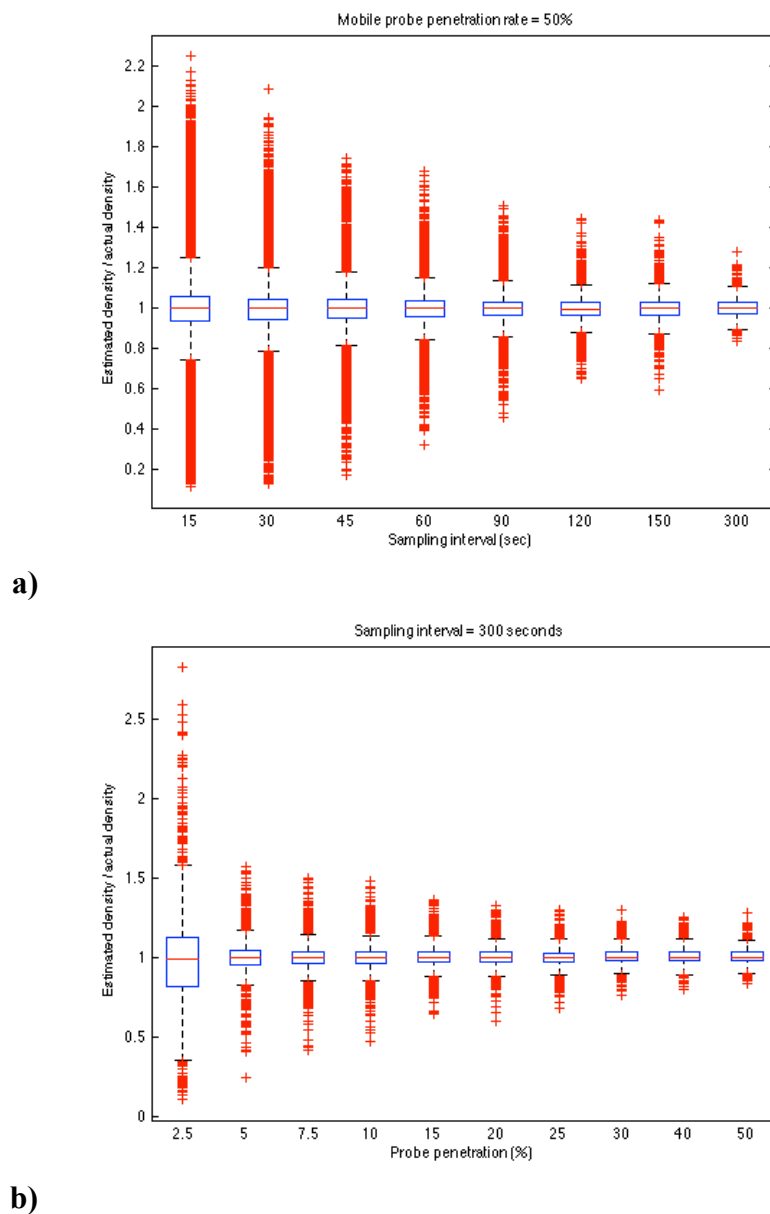 Mobile probe penetration rate = 50%
2.2
2
1.8
1.6
1.4
1.2
1
0.8
0.6
0.4
0.2
Estimated density / actual density
15 30 45 60 90 120 150 300
Sampling interval (sec)
a)
Sampling interval = 300 seconds
2.5
2
1.5
1
0.5
0
Estimated density / actual density
2.5 5 7.5 10 15 20 25 30 40 50
Probe penetration (%)
b)